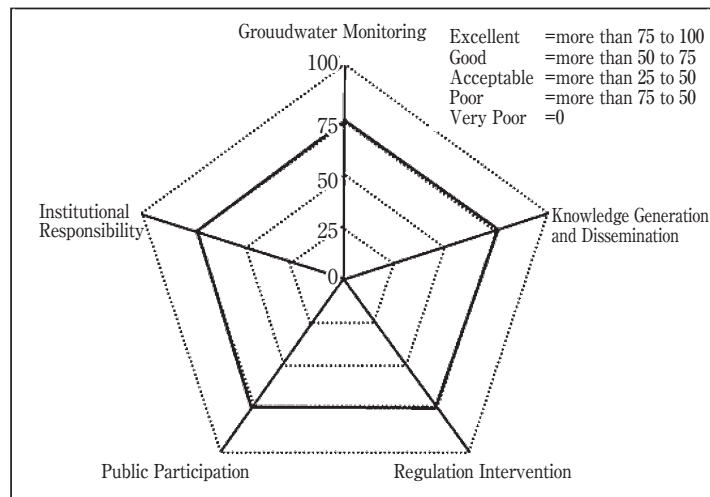 Grouudwater Monitoring
Excellent =more than 75 to 100
Good =more than 50 to 75
Acceptable =more than 25 to 50
Poor =more than 75 to 50
Very Poor =0
100
75
50
25
0
Institutional
Responsibility
Knowledge Generation
and Dissemination
Public Participation
Regulation Intervention